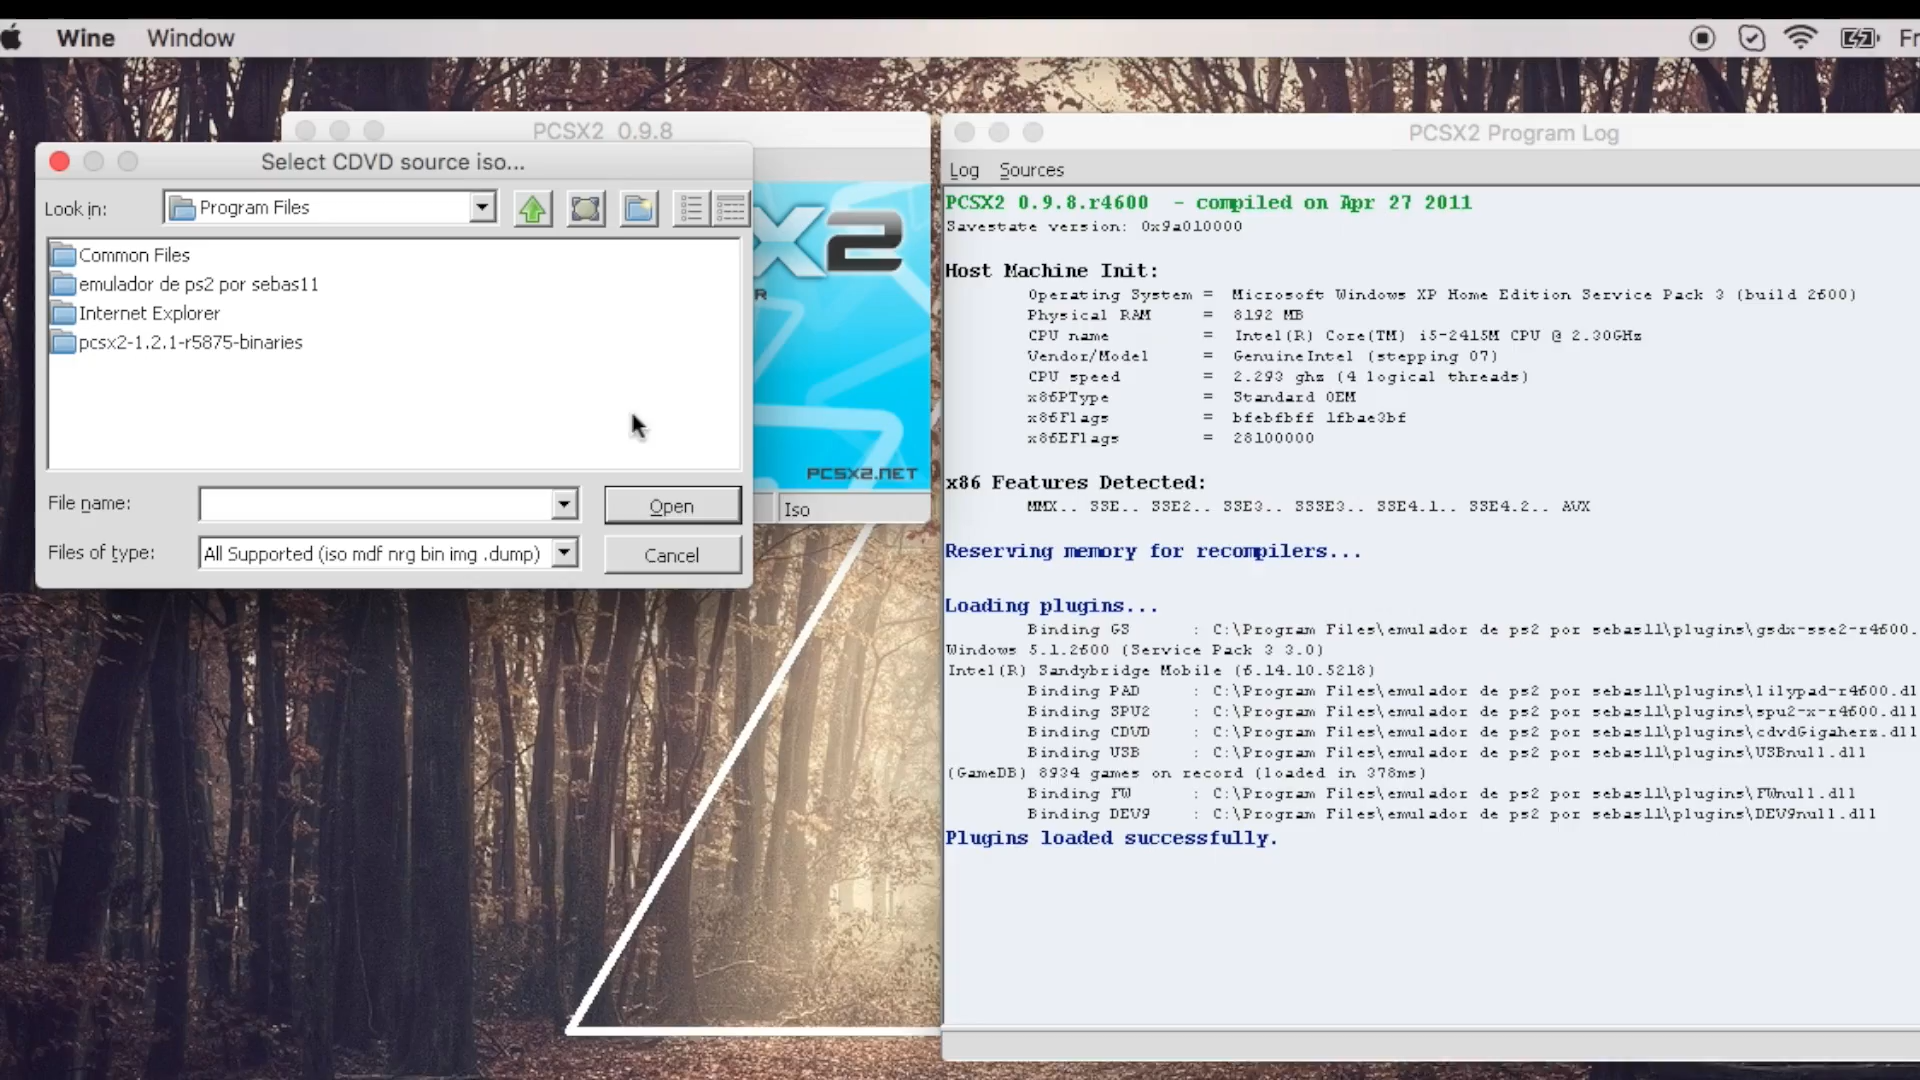 Wine Window
Fr
PCSX2 0.9.8
Select CDVD source iso...
Look in: Program Files
Common Files
emulador de ps2 por sebas11
Internet Explorer
pcsx2-1.2.1-r5875-binaries
File name:
Open
Files of type: All Supported (iso mdf nrg bin img .dump)
Cancel
X2
R
PCSX2.NET
Iso
PCSX2 Program Log
Log Sources
PCSX2 0.9.8.r4600 - compiled on Apr 27 2011
Savestate version: 0x9a010000
Host Machine Init:
Operating System = Microsoft Windows XP Home Edition Service Pack 3 (build 2600)
Physical RAM = 8192 MB
CPU name = Intel(R) Core(TM) i5-2415M CPU @ 2.30GHz
Vendor/Model = GenuineIntel (stepping 07)
CPU speed = 2.293 ghz (4 logical threads)
x86PType = Standard OEM
x86Flags = bfebfbff 1fbae3bf
x86EFlags = 28100000
x86 Features Detected:
MMX.. SSE.. SSE2.. SSE3.. SSSE3.. SSE4.1.. SSE4.2.. AVX
Reserving memory for recompilers...
Loading plugins...
Binding GS : C:\Program Files\emulador de ps2 por sebas11\plugins\gsdx-sse2-r4600.
Windows 5.1.2600 (Service Pack 3 3.0)
Intel(R) Sandybridge Mobile (6.14.10.5218)
Binding PAD : C:\Program Files\emulador de ps2 por sebas11\plugins\lilypad-r4600.dl
Binding SPU2 : C:\Program Files\emulador de ps2 por sebas11\plugins\spu2-x-r4600.dll
Binding CDVD : C:\Program Files\emulador de ps2 por sebas11\plugins\cdvdGigaherz.dll
Binding USB : C:\Program Files\emulador de ps2 por sebas11\plugins\USBnull.dll
(GameDB) 8934 games on record (loaded in 378ms)
Binding FW : C:\Program Files\emulador de ps2 por sebas11\plugins\FWnull.dll
Binding DEV9 : C:\Program Files\emulador de ps2 por sebas11\plugins\DEV9null.dll
Plugins loaded successfully.